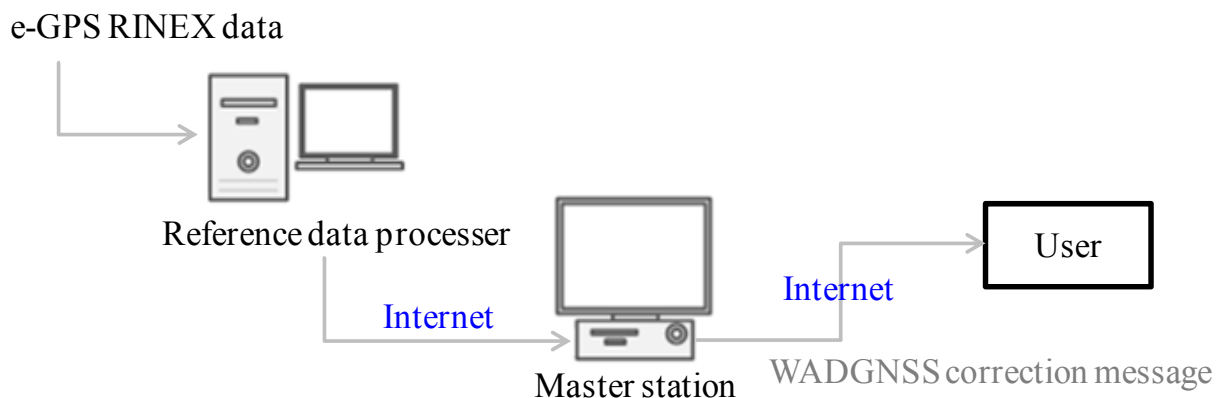 e-GPS RINEX data
Reference data processer
Internet
Master station
Internet
User
WADGNSS correction message